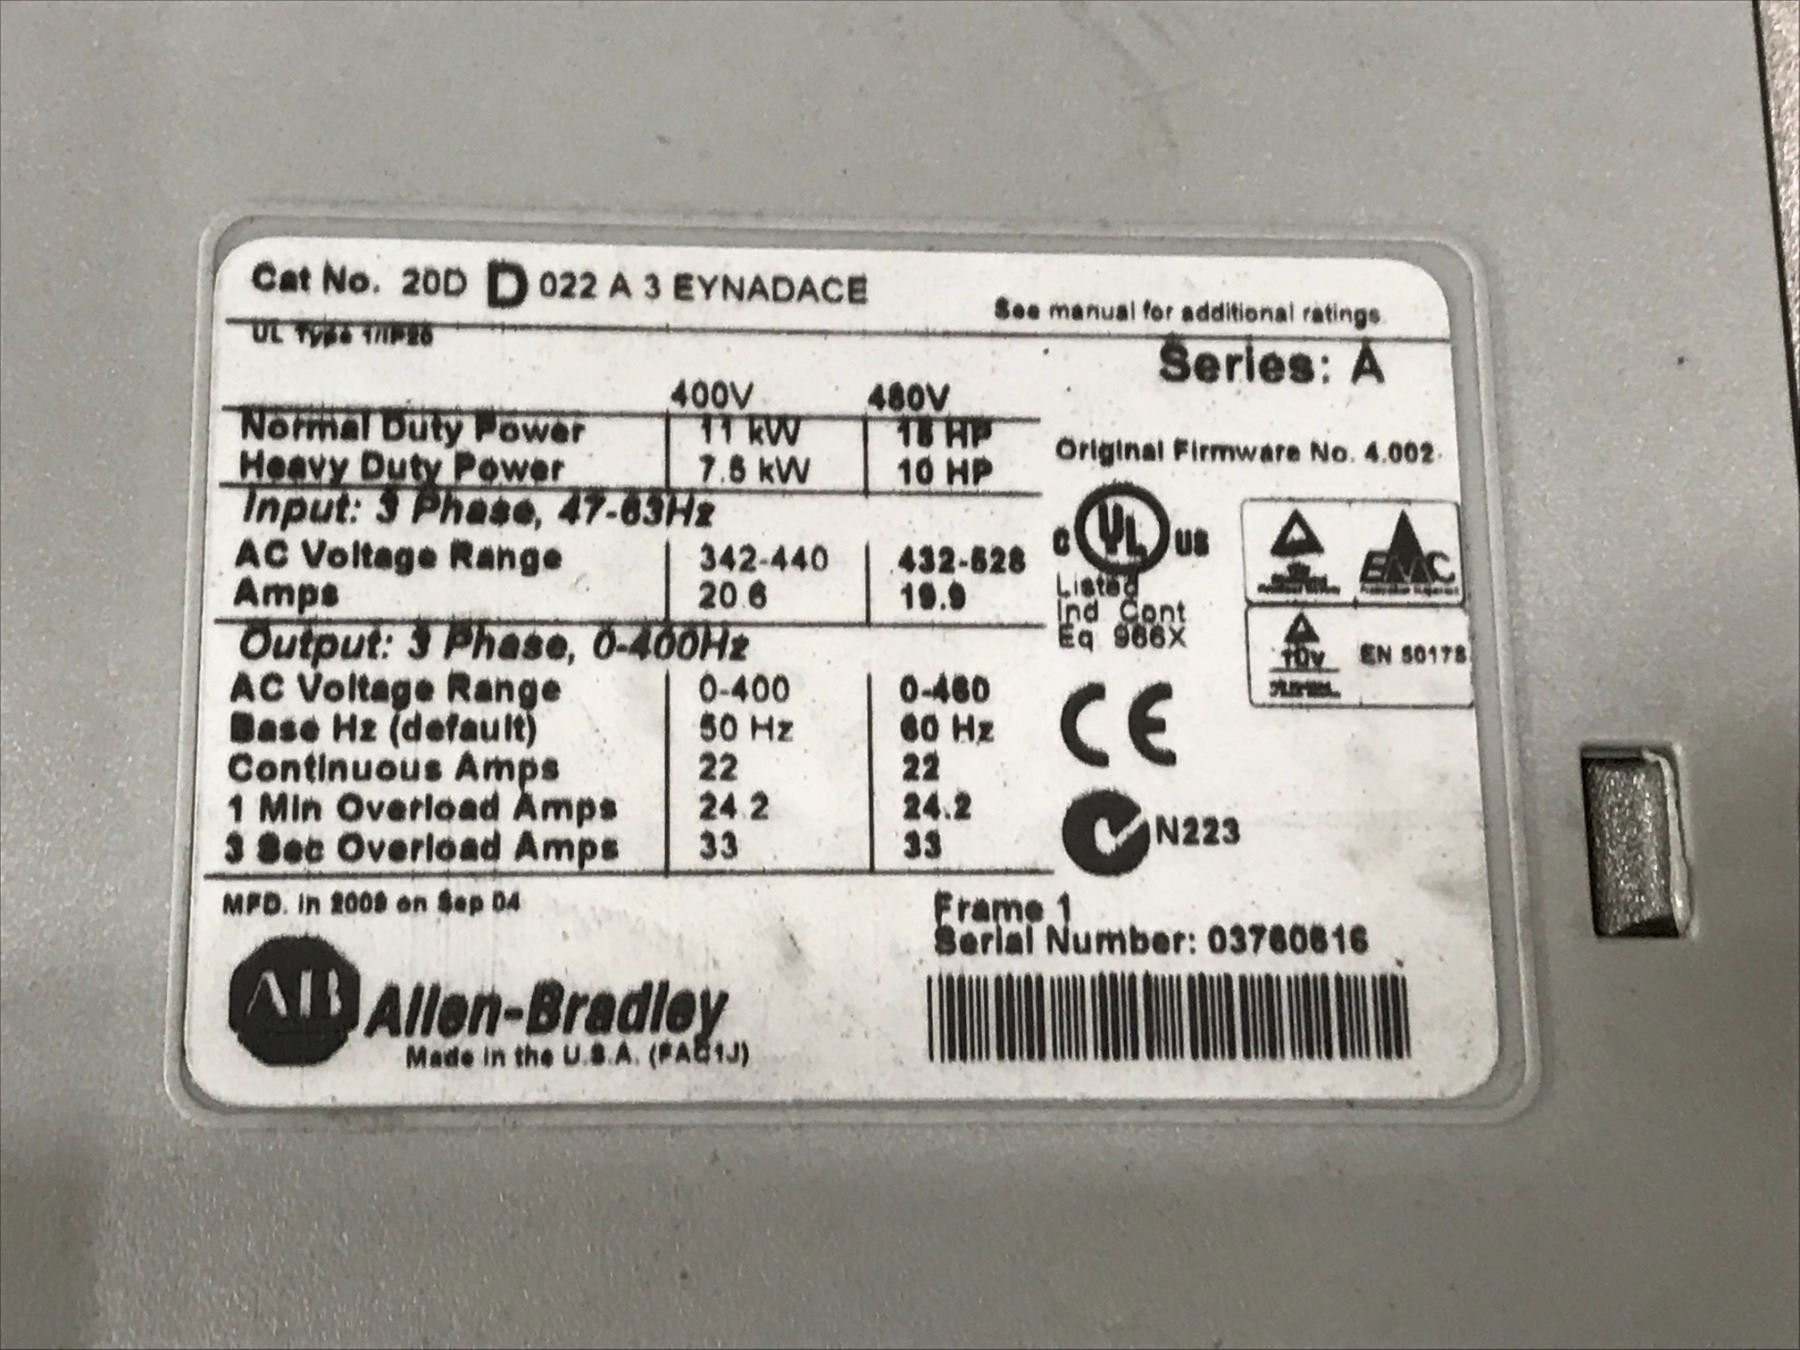 Cat No. 20D D 022 A 3 EYNADACE
See manual for additional ratings
UL Type 1/IP20
Series: A
400V 480V
Normal Duty Power 11 kW 15 HP
Heavy Duty Power 7.5 kW 10 HP
Original Firmware No. 4.002
Input: 3 Phase, 47-63Hz
AC Voltage Range 342-440 432-528
Amps 20.6 19.9
C UL US
Listed
Ind Cont
Eq 966X
EMC
TÜV
EN 50178
Output: 3 Phase, 0-400Hz
AC Voltage Range 0-400 0-460
Base Hz (default) 50 Hz 60 Hz
Continuous Amps 22 22
1 Min Overload Amps 24.2 24.2
3 Sec Overload Amps 33 33
CE
N223
MFD. in 2009 on Sep 04
Frame 1
Serial Number: 03760616
AB Allen-Bradley
Made in the U.S.A. (FAC1J)